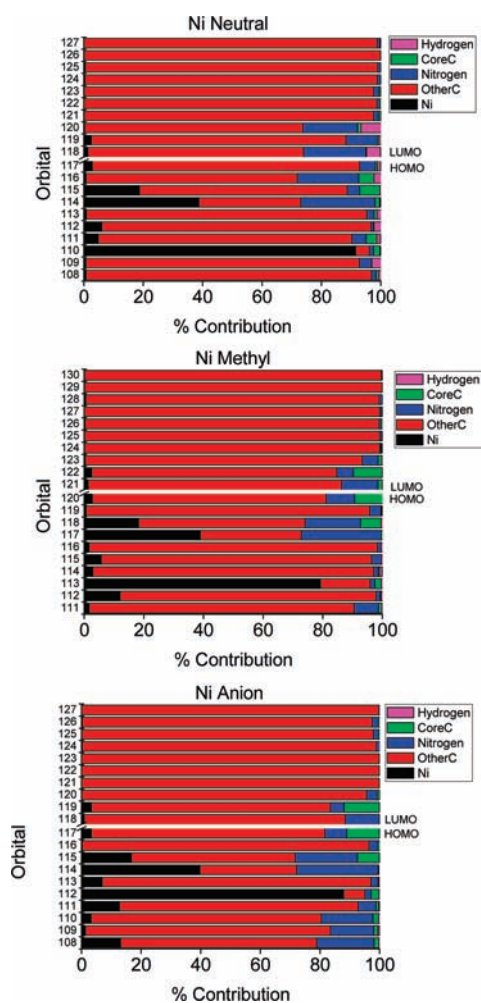 Ni Neutral
127
126
125
124
123
122
121
120
119
118
117
116
115
114
113
112
111
110
109
108
Orbital
Hydrogen
CoreC
Nitrogen
OtherC
Ni
LUMO
HOMO
0 20 40 60 80 100
% Contribution
Ni Methyl
130
129
128
127
126
125
124
123
122
121
120
119
118
117
116
115
114
113
112
111
Orbital
Hydrogen
CoreC
Nitrogen
OtherC
Ni
LUMO
HOMO
0 20 40 60 80 100
% Contribution
Ni Anion
127
126
125
124
123
122
121
120
119
118
117
116
115
114
113
112
111
110
109
108
Orbital
Hydrogen
CoreC
Nitrogen
OtherC
Ni
LUMO
HOMO
0 20 40 60 80 100
% Contribution